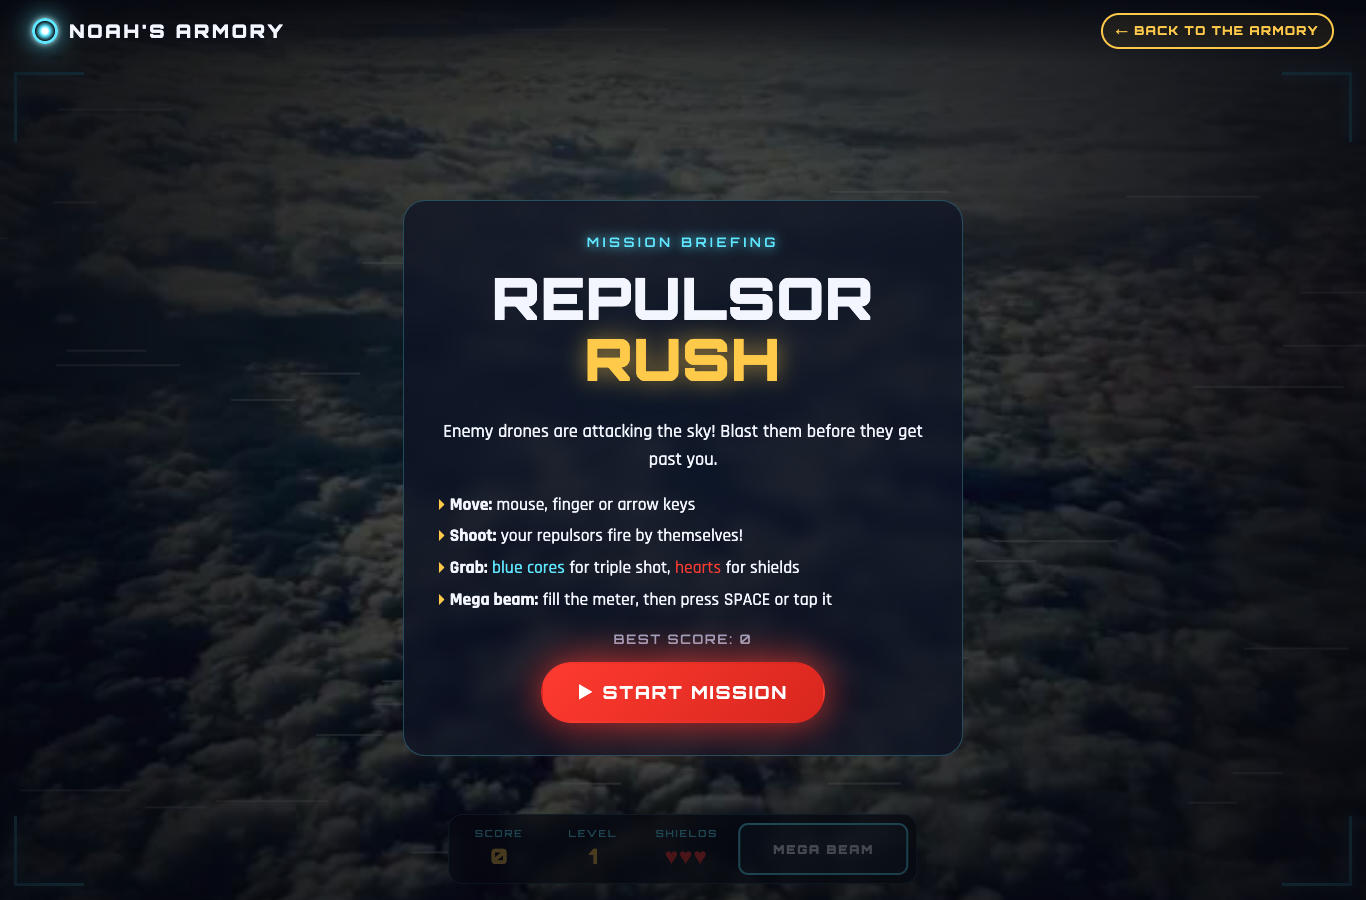 NOAH'S ARMORY
← BACK TO THE ARMORY
MISSION BRIEFING
REPULSOR
RUSH
Enemy drones are attacking the sky! Blast them before they get
past you.
Move: mouse, finger or arrow keys
Shoot: your repulsors fire by themselves!
Grab: blue cores for triple shot, hearts for shields
Mega beam: fill the meter, then press SPACE or tap it
BEST SCORE: 0
▶ START MISSION
SCORE LEVEL SHIELDS
0 1 ♥♥♥ MEGA BEAM